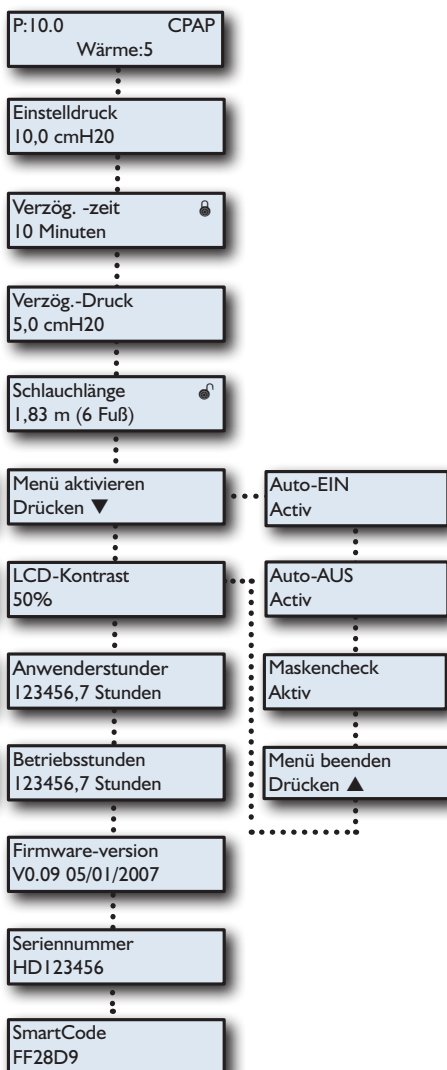 P:10.0 CPAP
Wärme:5
Einstelldruck
10,0 cmH20
Verzög. -zeit
10 Minuten
Verzög.-Druck
5,0 cmH20
Schlauchlänge
1,83 m (6 Fuß)
Menü aktivieren
Drücken ▼
LCD-Kontrast
50%
Anwenderstunder
123456,7 Stunden
Betriebsstunden
123456,7 Stunden
Firmware-version
V0.09 05/01/2007
Seriennummer
HD123456
SmartCode
FF28D9
Auto-EIN
Activ
Auto-AUS
Activ
Maskencheck
Aktiv
Menü beenden
Drücken ▲